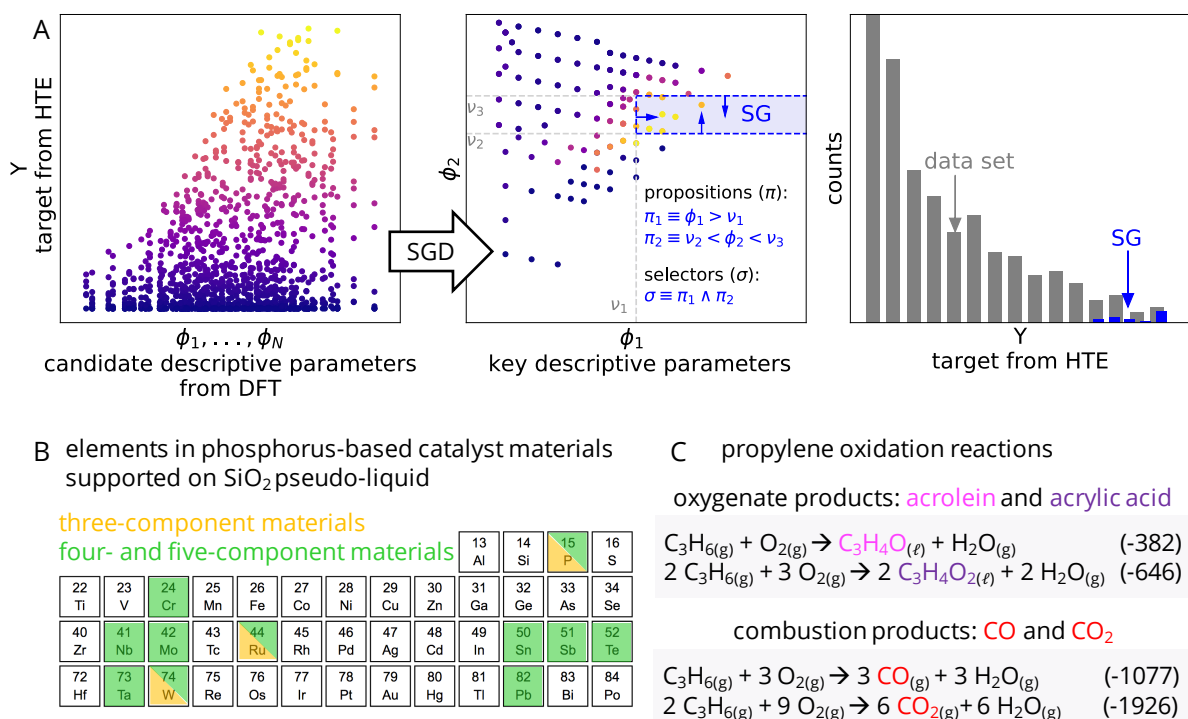 A
Y
target from HTE
ϕ₁, . . . , ϕ_N
candidate descriptive parameters
from DFT
SGD
ϕ₂
ν₃
ν₂
SG
propositions (π):
π₁ ≡ ϕ₁ > ν₁
π₂ ≡ ν₂ < ϕ₂ < ν₃
selectors (σ):
σ ≡ π₁ ∧ π₂
ν₁
ϕ₁
key descriptive parameters
counts
data set
SG
Y
target from HTE
B elements in phosphorus-based catalyst materials
supported on SiO₂ pseudo-liquid
three-component materials
four- and five-component materials
13 14 15 16
Al Si P S
22 23 24 25 26 27 28 29 30 31 32 33 34
Ti V Cr Mn Fe Co Ni Cu Zn Ga Ge As Se
40 41 42 43 44 45 46 47 48 49 50 51 52
Zr Nb Mo Tc Ru Rh Pd Ag Cd In Sn Sb Te
72 73 74 75 76 77 78 79 80 81 82 83 84
Hf Ta W Re Os Ir Pt Au Hg Tl Pb Bi Po
C propylene oxidation reactions
oxygenate products: acrolein and acrylic acid
C₃H₆(g) + O₂(g) → C₃H₄O(ℓ) + H₂O(g) (-382)
2 C₃H₆(g) + 3 O₂(g) → 2 C₃H₄O₂(ℓ) + 2 H₂O(g) (-646)
combustion products: CO and CO₂
C₃H₆(g) + 3 O₂(g) → 3 CO(g) + 3 H₂O(g) (-1077)
2 C₃H₆(g) + 9 O₂(g) → 6 CO₂(g) + 6 H₂O(g) (-1926)